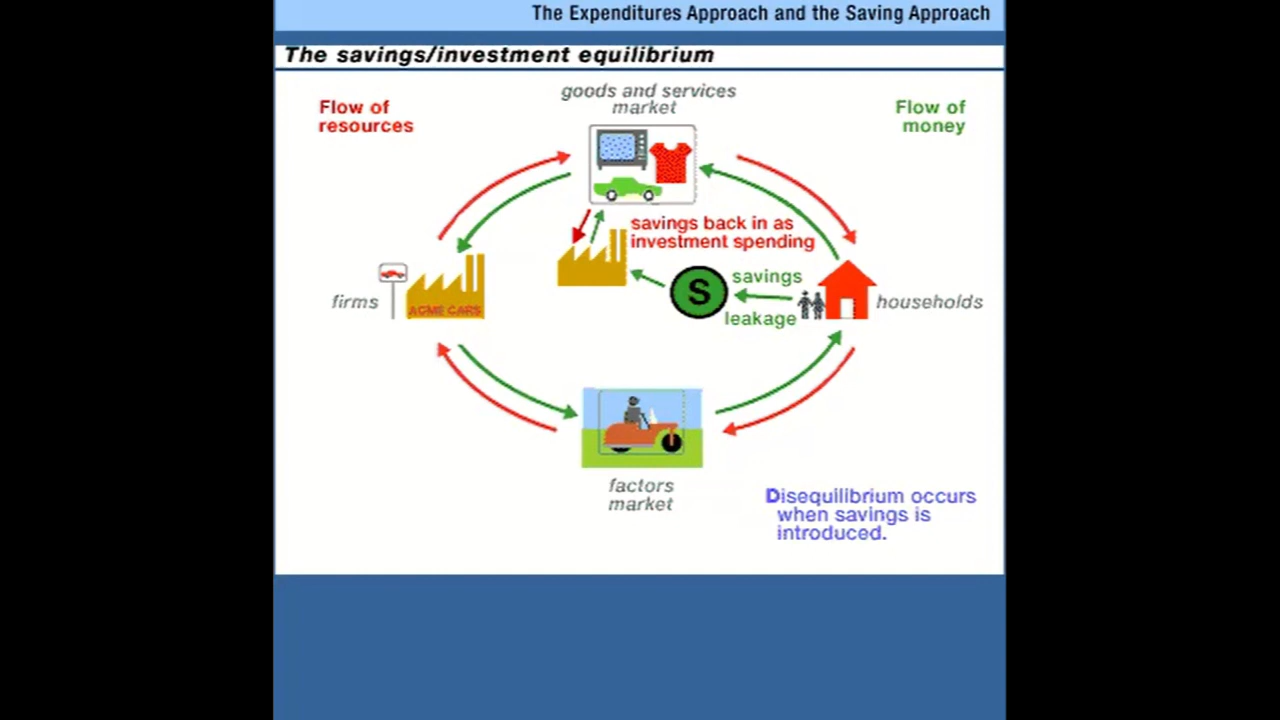 The Expenditures Approach and the Saving Approach
The savings/investment equilibrium
goods and services
market
Flow of
resources
Flow of
money
savings back in as
investment spending
S
savings
leakage
firms
ACME CARS
households
factors
market
Disequilibrium occurs
when savings is
introduced.